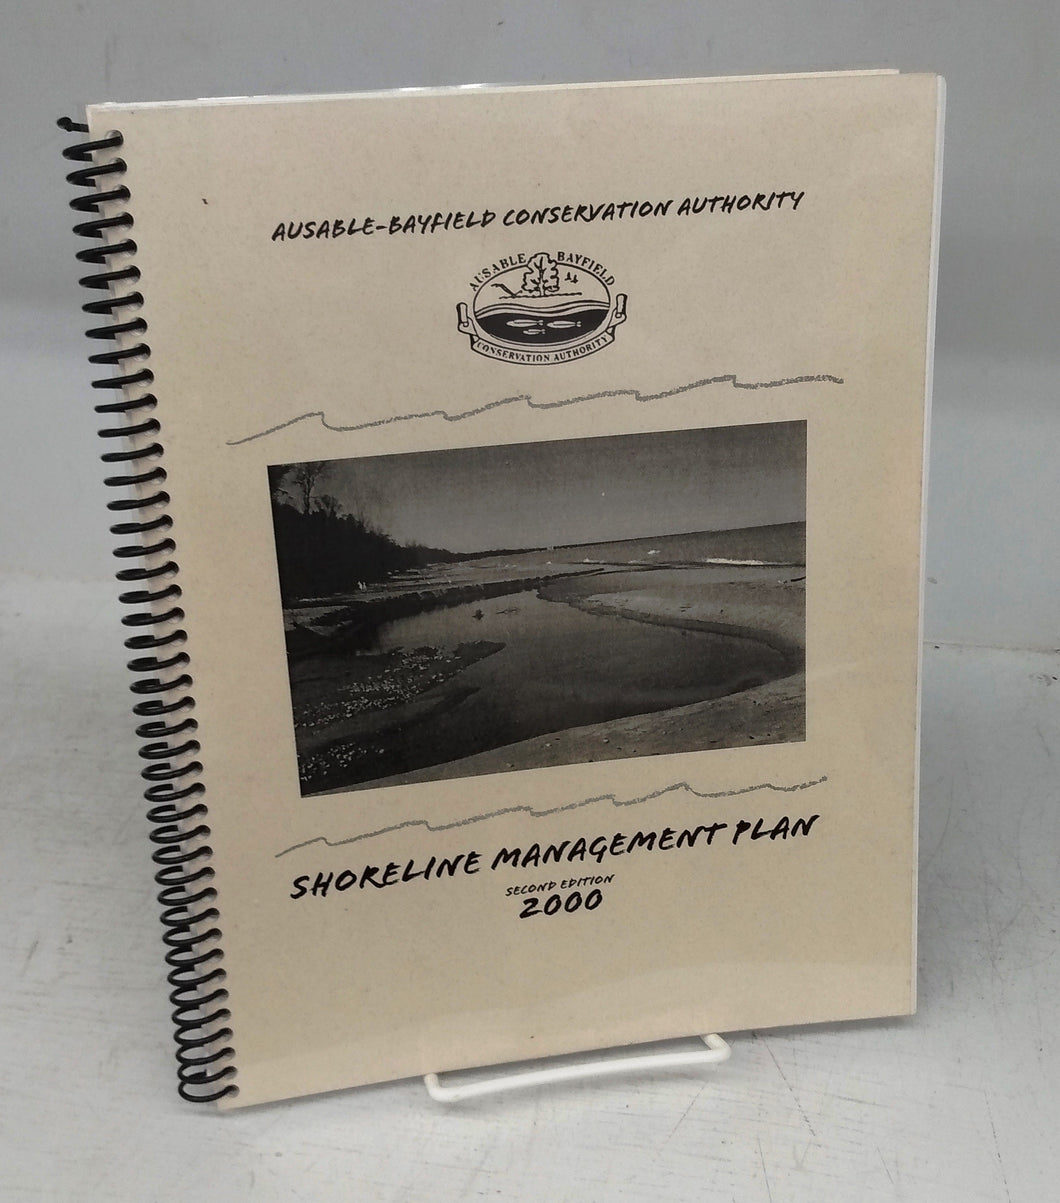 AUSABLE-BAYFIELD CONSERVATION AUTHORITY
AUSABLE BAYFIELD
CONSERVATION AUTHORITY
SHORELINE MANAGEMENT PLAN
SECOND EDITION
2000